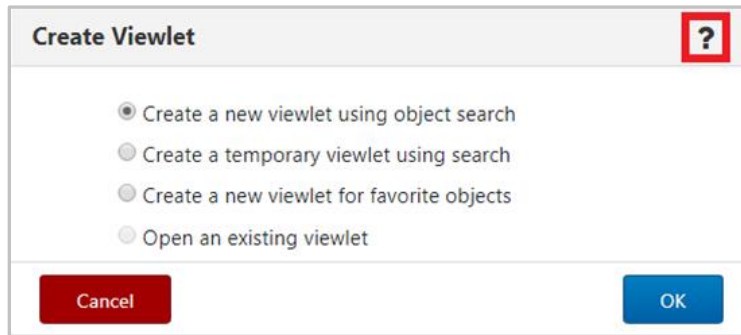 Create Viewlet ?
Create a new viewlet using object search
Create a temporary viewlet using search
Create a new viewlet for favorite objects
Open an existing viewlet
Cancel OK